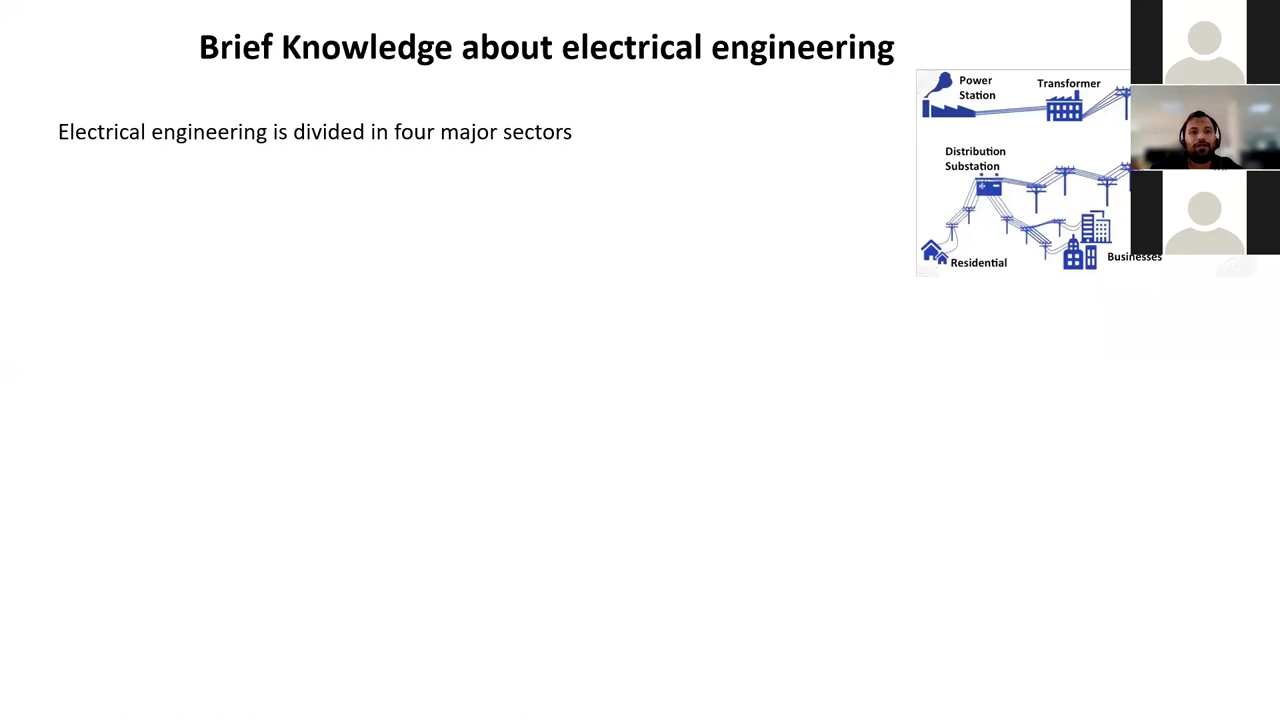 Brief Knowledge about electrical engineering
Electrical engineering is divided in four major sectors
Power
Station
Transformer
Distribution
Substation
Residential
Businesses